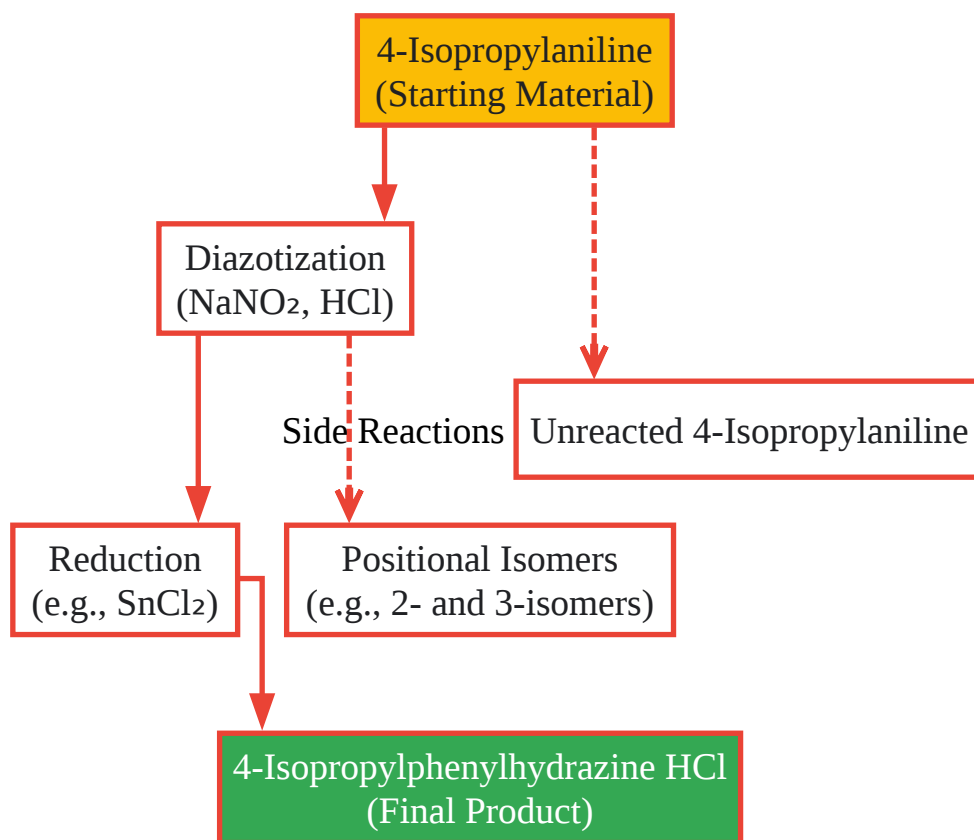 4-Isopropylaniline
(Starting Material)
Diazotization
(NaNO₂, HCl)
Side Reactions
Unreacted 4-Isopropylaniline
Reduction
(e.g., SnCl₂)
Positional Isomers
(e.g., 2- and 3-isomers)
4-Isopropylphenylhydrazine HCl
(Final Product)